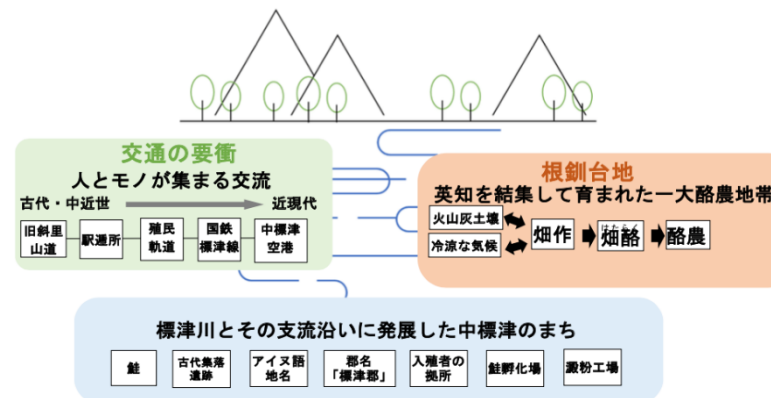 交通の要衝
人とモノが集まる交流
古代・中近世
近現代
旧斜里
山道
駅逓所
殖民
軌道
国鉄
標津線
中標津
空港
根釧台地
英知を結集して育まれた一大酪農地帯
火山灰土壌
冷涼な気候
畑作
はたらく
畑酪
酪農
標津川とその支流沿いに発展した中標津のまち
鮭
古代集落
遺跡
アイヌ語
地名
郡名
「標津郡」
入殖者の
拠所
鮭孵化場
澱粉工場